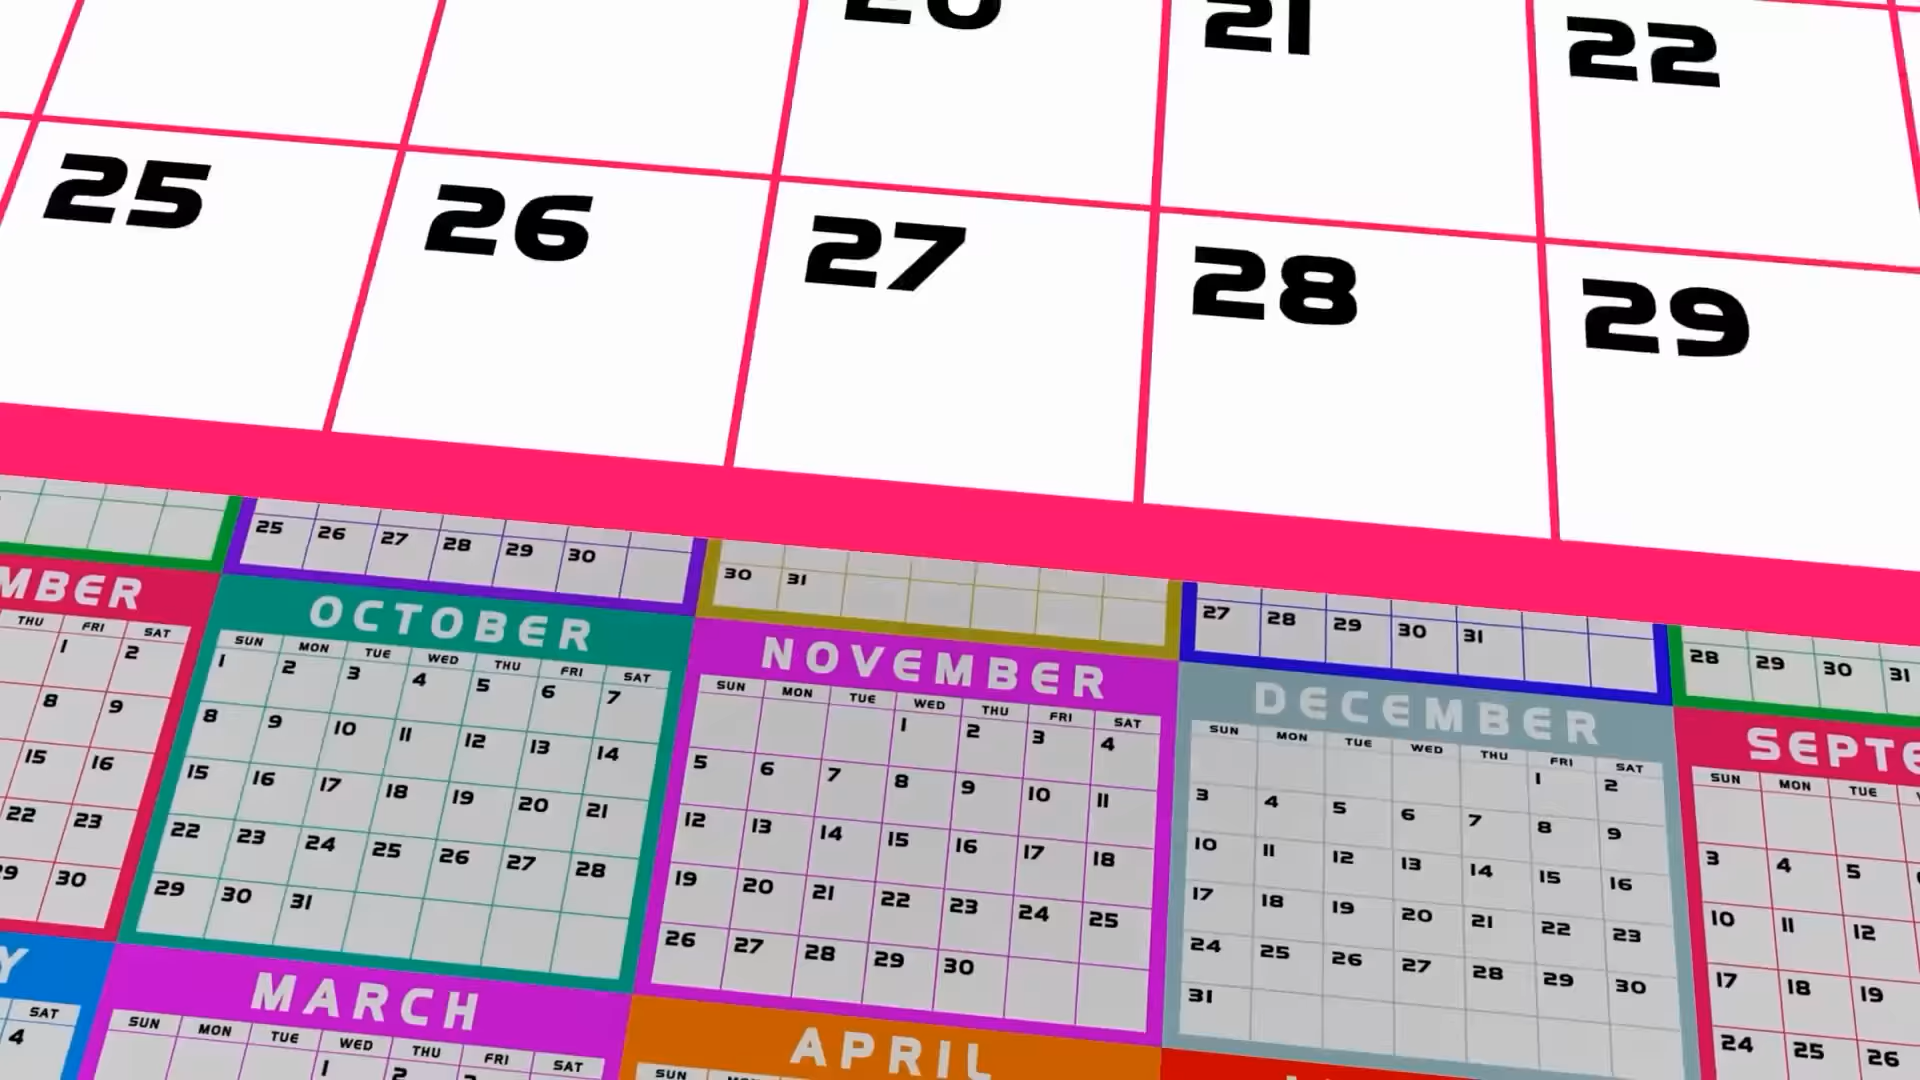 20 21 22
25 26 27 28 29
25 26 27 28 29 30
30 31
27 28 29 30 31
28 29 30 31
MBER
THU FRI SAT
1 2
8 9
15 16
22 23
30
OCTOBER
SUN MON TUE WED THU FRI SAT
1 2 3 4 5 6 7
8 9 10 11 12 13 14
15 16 17 18 19 20 21
22 23 24 25 26 27 28
29 30 31
NOVEMBER
SUN MON TUE WED THU FRI SAT
1 2 3 4
5 6 7 8 9 10 11
12 13 14 15 16 17 18
19 20 21 22 23 24 25
26 27 28 29 30
DECEMBER
SUN MON TUE WED THU FRI SAT
1 2
3 4 5 6 7 8 9
10 11 12 13 14 15 16
17 18 19 20 21 22 23
24 25 26 27 28 29 30
31
SEPTE
SUN MON TUE
3 4 5
10 11 12
17 18 19
24 25 26
Y
SAT
4
MARCH
SUN MON TUE WED THU FRI SAT
1 2
APRIL
SUN